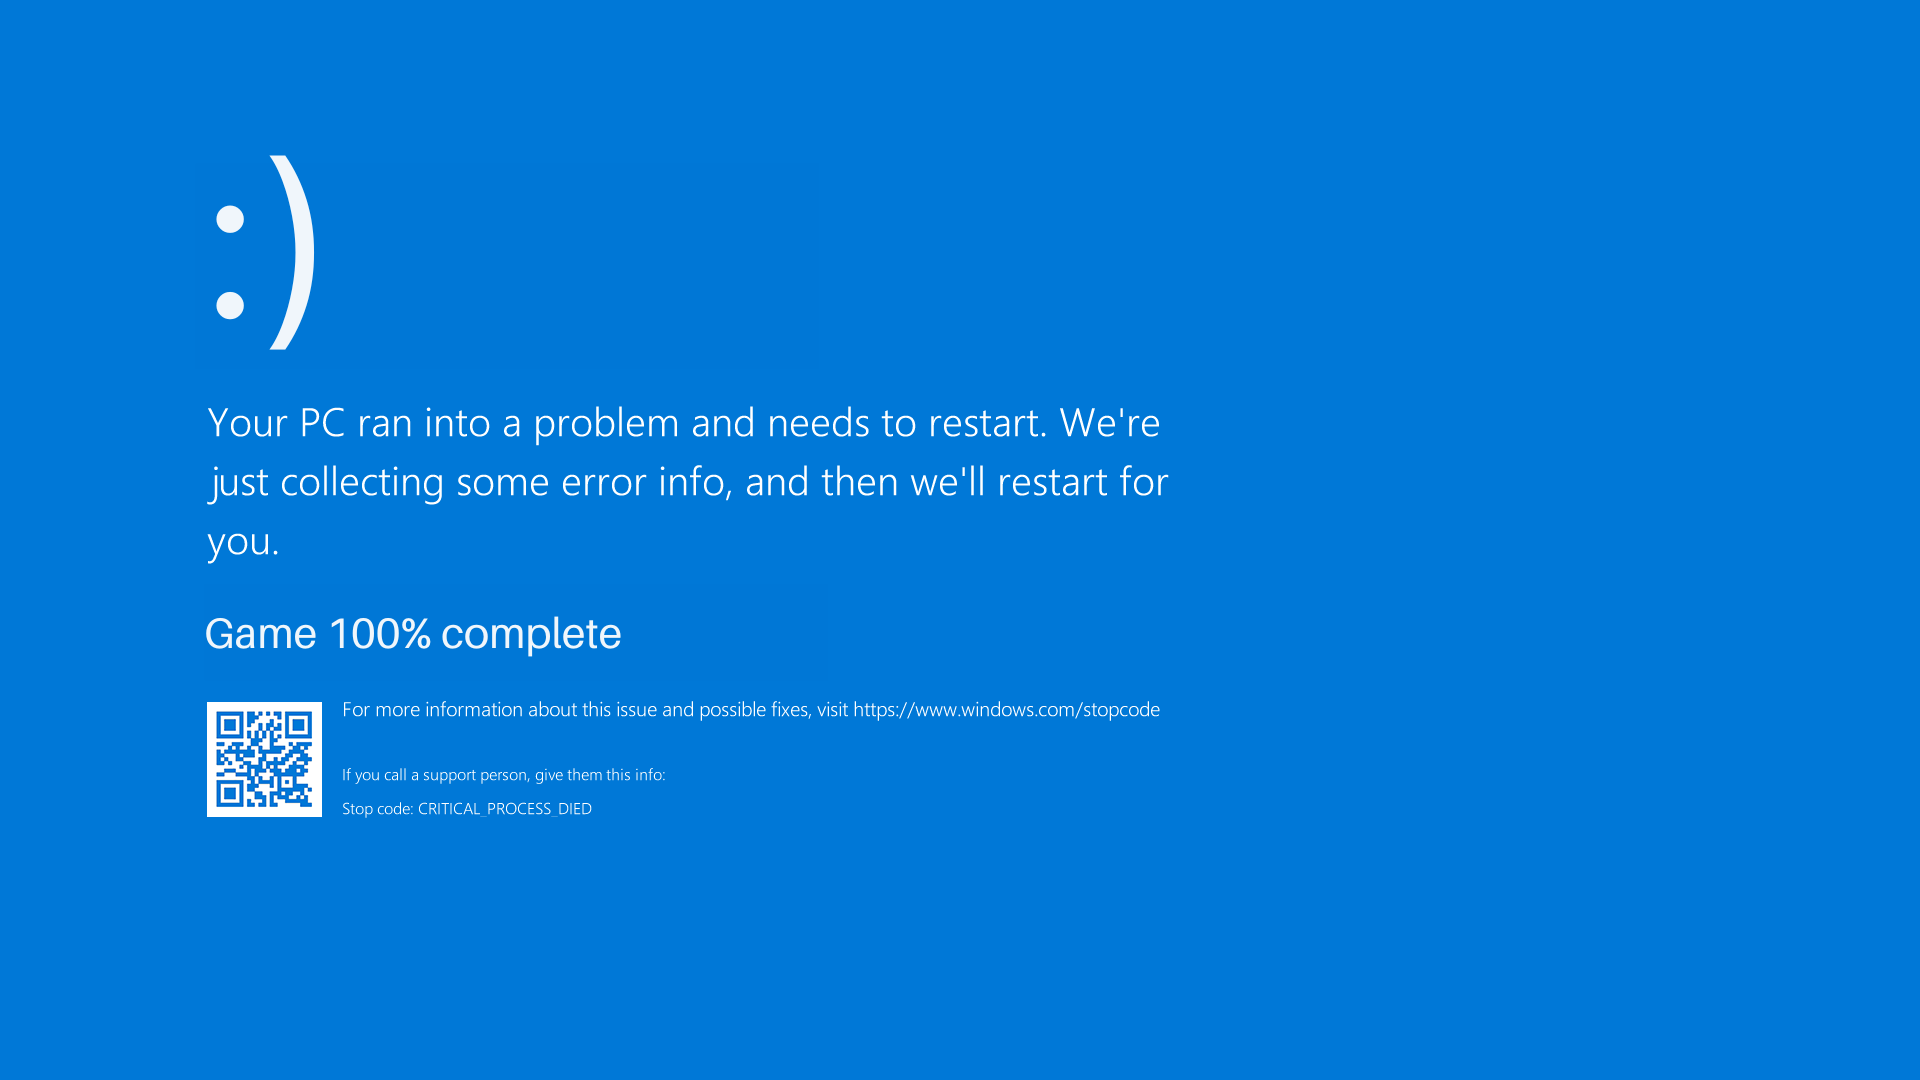 :)
Your PC ran into a problem and needs to restart. We're
just collecting some error info, and then we'll restart for
you.
Game 100% complete
For more information about this issue and possible fixes, visit https://www.windows.com/stopcode
If you call a support person, give them this info:
Stop code: CRITICAL_PROCESS_DIED